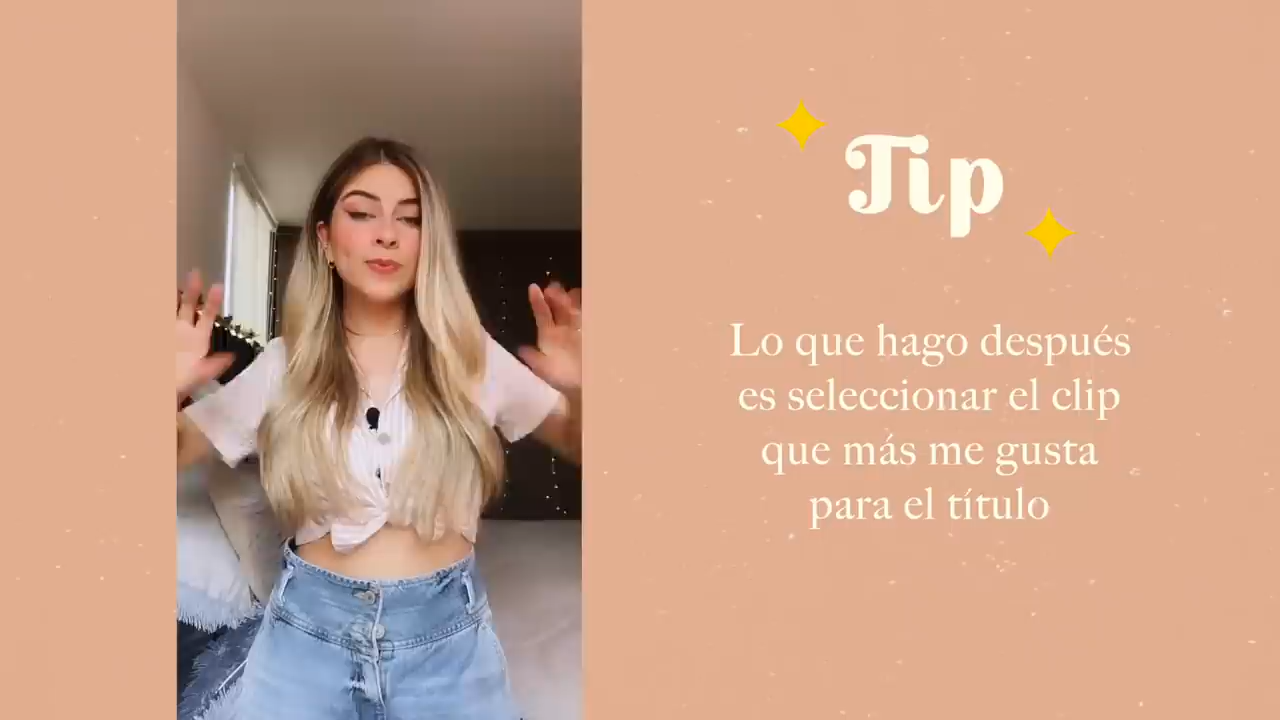 Tip
Lo que hago después
es seleccionar el clip
que más me gusta
para el título